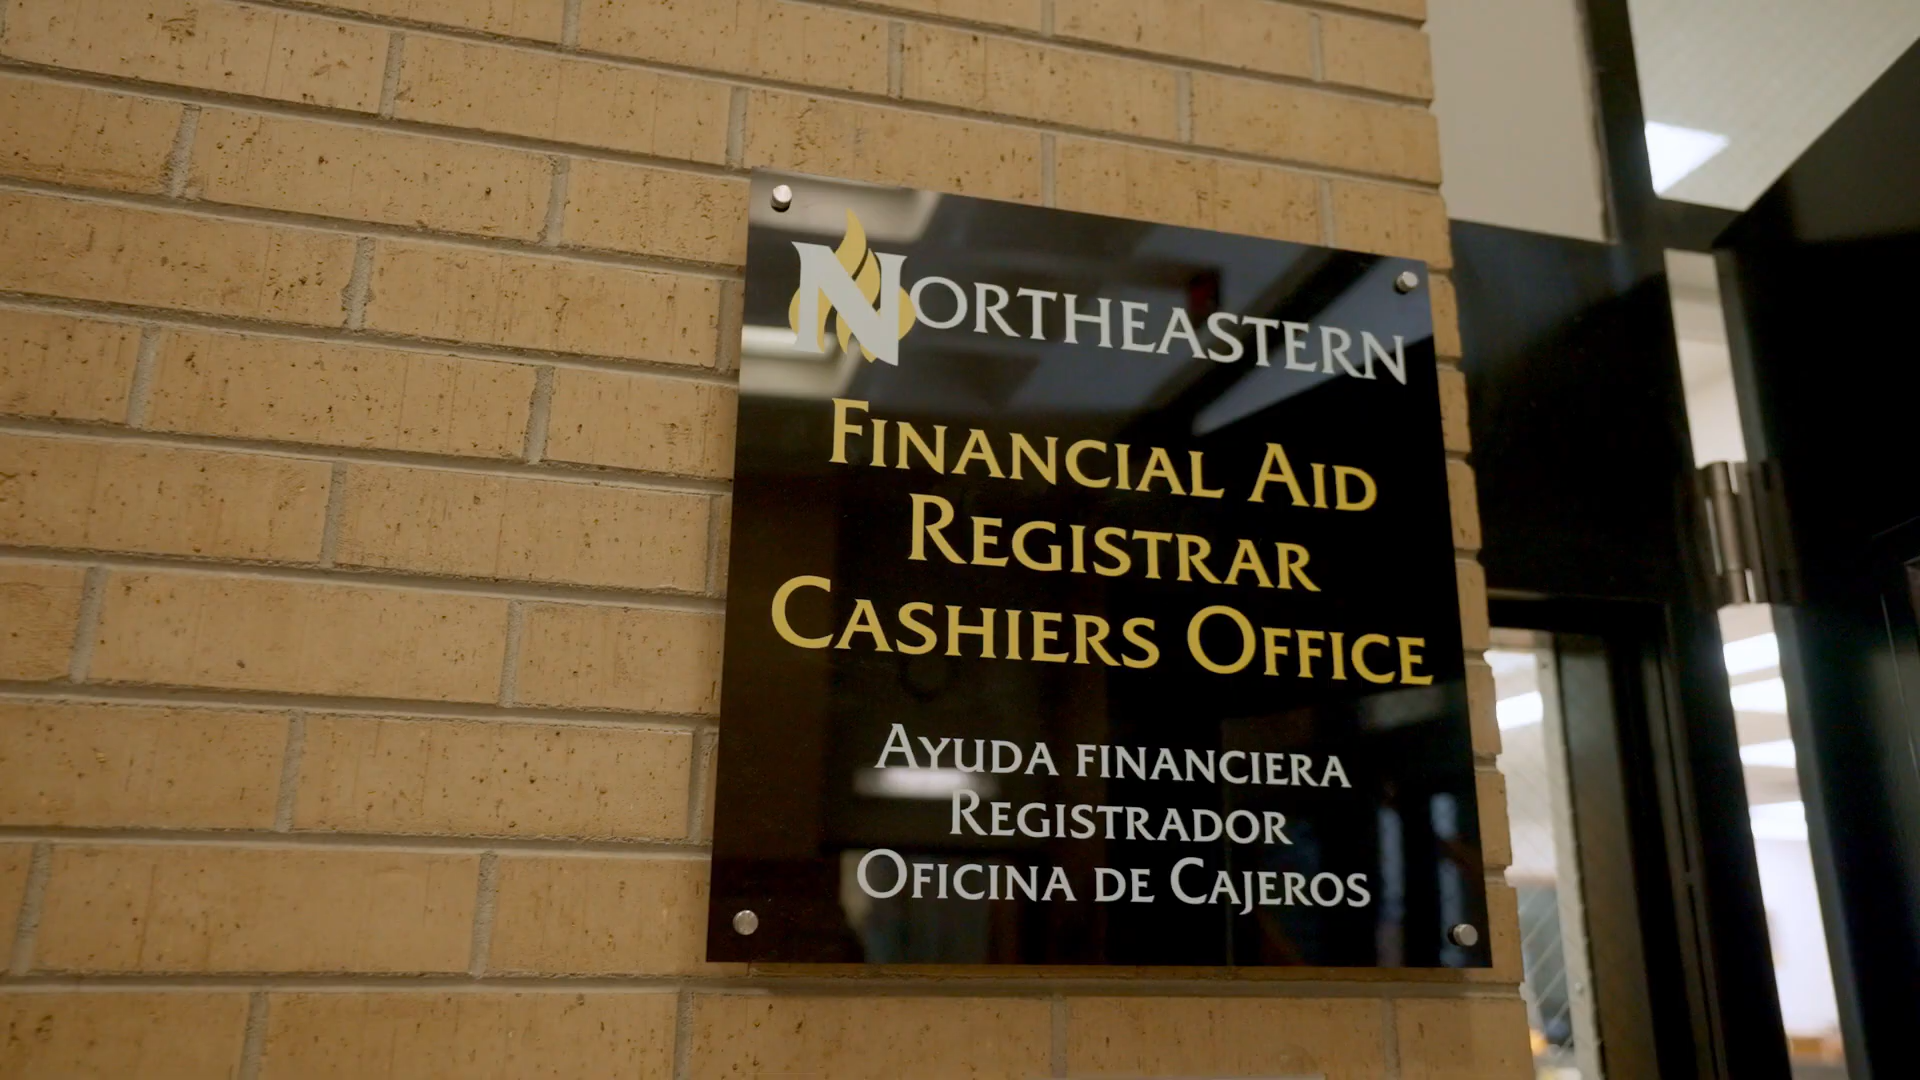 Northeastern
Financial Aid
Registrar
Cashiers Office
Ayuda financiera
Registrador
Oficina de Cajeros